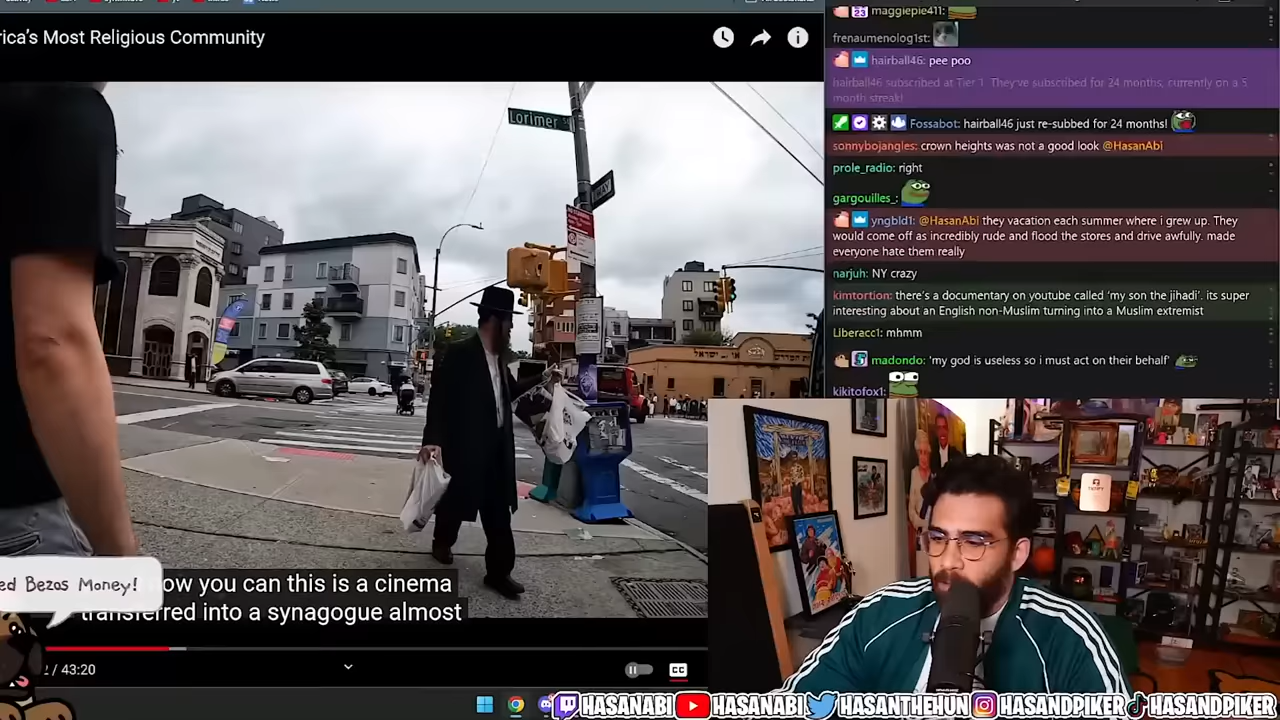 rica's Most Religious Community
Lorimer
WAY
ed Bezos Money!
now you can this is a cinema
transferred into a synagogue almost
/ 43:20
CC
maggiepie411:
23
frenaumenolog1st:
hairball46: pee poo
hairball46 subscribed at Tier 1. They've subscribed for 24 months, currently on a 5
month streak!
Fossabot: hairball46 just re-subbed for 24 months!
sonnybojangles: crown heights was not a good look @HasanAbi
prole_radio: right
gargouilles_:
yngbld1: @HasanAbi they vacation each summer where i grew up. They
would come off as incredibly rude and flood the stores and drive awfully. made
everyone hate them really
narjuh: NY crazy
kimtortion: there's a documentary on youtube called 'my son the jihadi'. its super
interesting about an English non-Muslim turning into a Muslim extremist
Liberacc1: mhmm
madondo: 'my god is useless so i must act on their behalf'
kikitofox1:
HASANABI HASANABI HASANTHEHUN HASANDPIKER HASANDPIKER